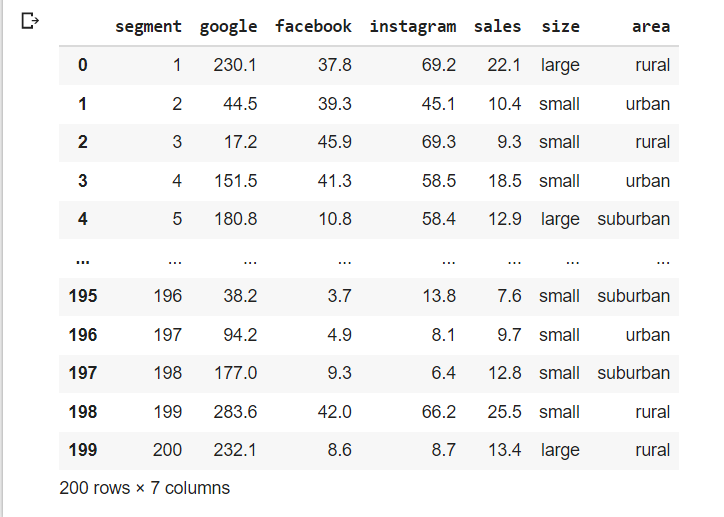 segment google facebook instagram sales size area
0 1 230.1 37.8 69.2 22.1 large rural
1 2 44.5 39.3 45.1 10.4 small urban
2 3 17.2 45.9 69.3 9.3 small rural
3 4 151.5 41.3 58.5 18.5 small urban
4 5 180.8 10.8 58.4 12.9 large suburban
... ... ... ... ... ... ... ...
195 196 38.2 3.7 13.8 7.6 small suburban
196 197 94.2 4.9 8.1 9.7 small urban
197 198 177.0 9.3 6.4 12.8 small suburban
198 199 283.6 42.0 66.2 25.5 small rural
199 200 232.1 8.6 8.7 13.4 large rural
200 rows × 7 columns